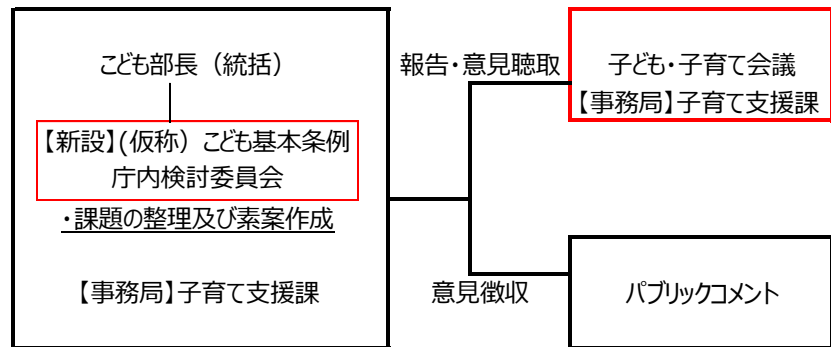 こども部長（統括）
【新設】(仮称）こども基本条例
庁内検討委員会
・課題の整理及び素案作成
【事務局】子育て支援課
報告・意見聴取
子ども・子育て会議
【事務局】子育て支援課
意見徴収
パブリックコメント